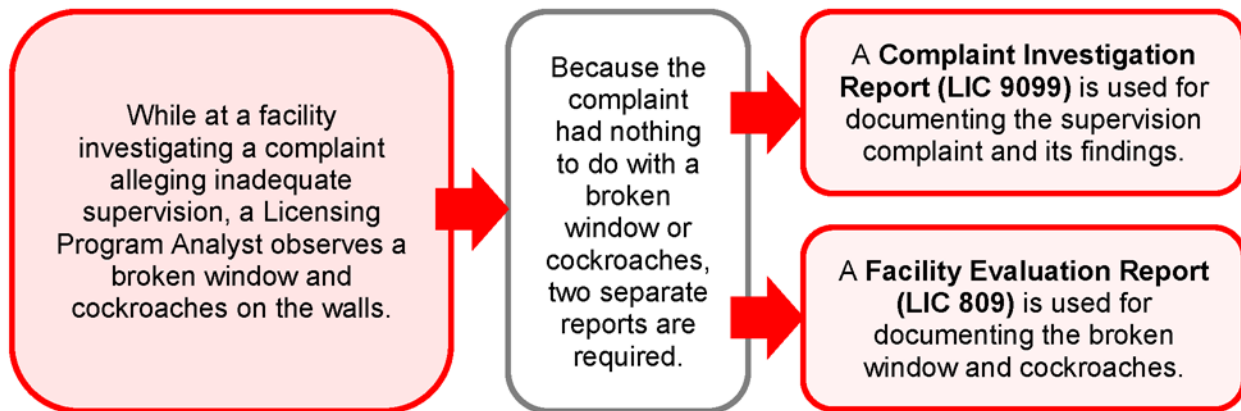 While at a facility
investigating a complaint
alleging inadequate
supervision, a Licensing
Program Analyst observes a
broken window and
cockroaches on the walls.
Because the
complaint
had nothing
to do with a
broken
window or
cockroaches,
two separate
reports are
required.
A Complaint Investigation
Report (LIC 9099) is used for
documenting the supervision
complaint and its findings.
A Facility Evaluation Report
(LIC 809) is used for
documenting the broken
window and cockroaches.